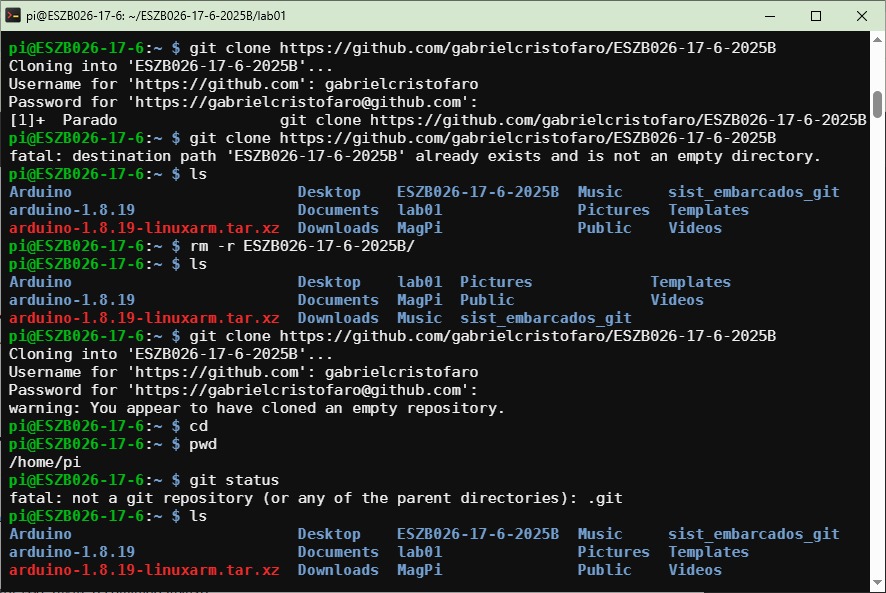 pi@ESZB026-17-6: ~/ESZB026-17-6-2025B/lab01
pi@ESZB026-17-6:~ $ git clone https://github.com/gabrielcristofaro/ESZB026-17-6-2025B
Cloning into 'ESZB026-17-6-2025B'...
Username for 'https://github.com': gabrielcristofaro
Password for 'https://gabrielcristofaro@github.com':
[1]+  Parado                  git clone https://github.com/gabrielcristofaro/ESZB026-17-6-2025B
pi@ESZB026-17-6:~ $ git clone https://github.com/gabrielcristofaro/ESZB026-17-6-2025B
fatal: destination path 'ESZB026-17-6-2025B' already exists and is not an empty directory.
pi@ESZB026-17-6:~ $ ls
Arduino                         Desktop    ESZB026-17-6-2025B  Music     sist_embarcados_git
arduino-1.8.19                  Documents  lab01               Pictures  Templates
arduino-1.8.19-linuxarm.tar.xz  Downloads  MagPi               Public    Videos
pi@ESZB026-17-6:~ $ rm -r ESZB026-17-6-2025B/
pi@ESZB026-17-6:~ $ ls
Arduino                         Desktop    lab01  Pictures             Templates
arduino-1.8.19                  Documents  MagPi  Public               Videos
arduino-1.8.19-linuxarm.tar.xz  Downloads  Music  sist_embarcados_git
pi@ESZB026-17-6:~ $ git clone https://github.com/gabrielcristofaro/ESZB026-17-6-2025B
Cloning into 'ESZB026-17-6-2025B'...
Username for 'https://github.com': gabrielcristofaro
Password for 'https://gabrielcristofaro@github.com':
warning: You appear to have cloned an empty repository.
pi@ESZB026-17-6:~ $ cd
pi@ESZB026-17-6:~ $ pwd
/home/pi
pi@ESZB026-17-6:~ $ git status
fatal: not a git repository (or any of the parent directories): .git
pi@ESZB026-17-6:~ $ ls
Arduino                         Desktop    ESZB026-17-6-2025B  Music     sist_embarcados_git
arduino-1.8.19                  Documents  lab01               Pictures  Templates
arduino-1.8.19-linuxarm.tar.xz  Downloads  MagPi               Public    Videos